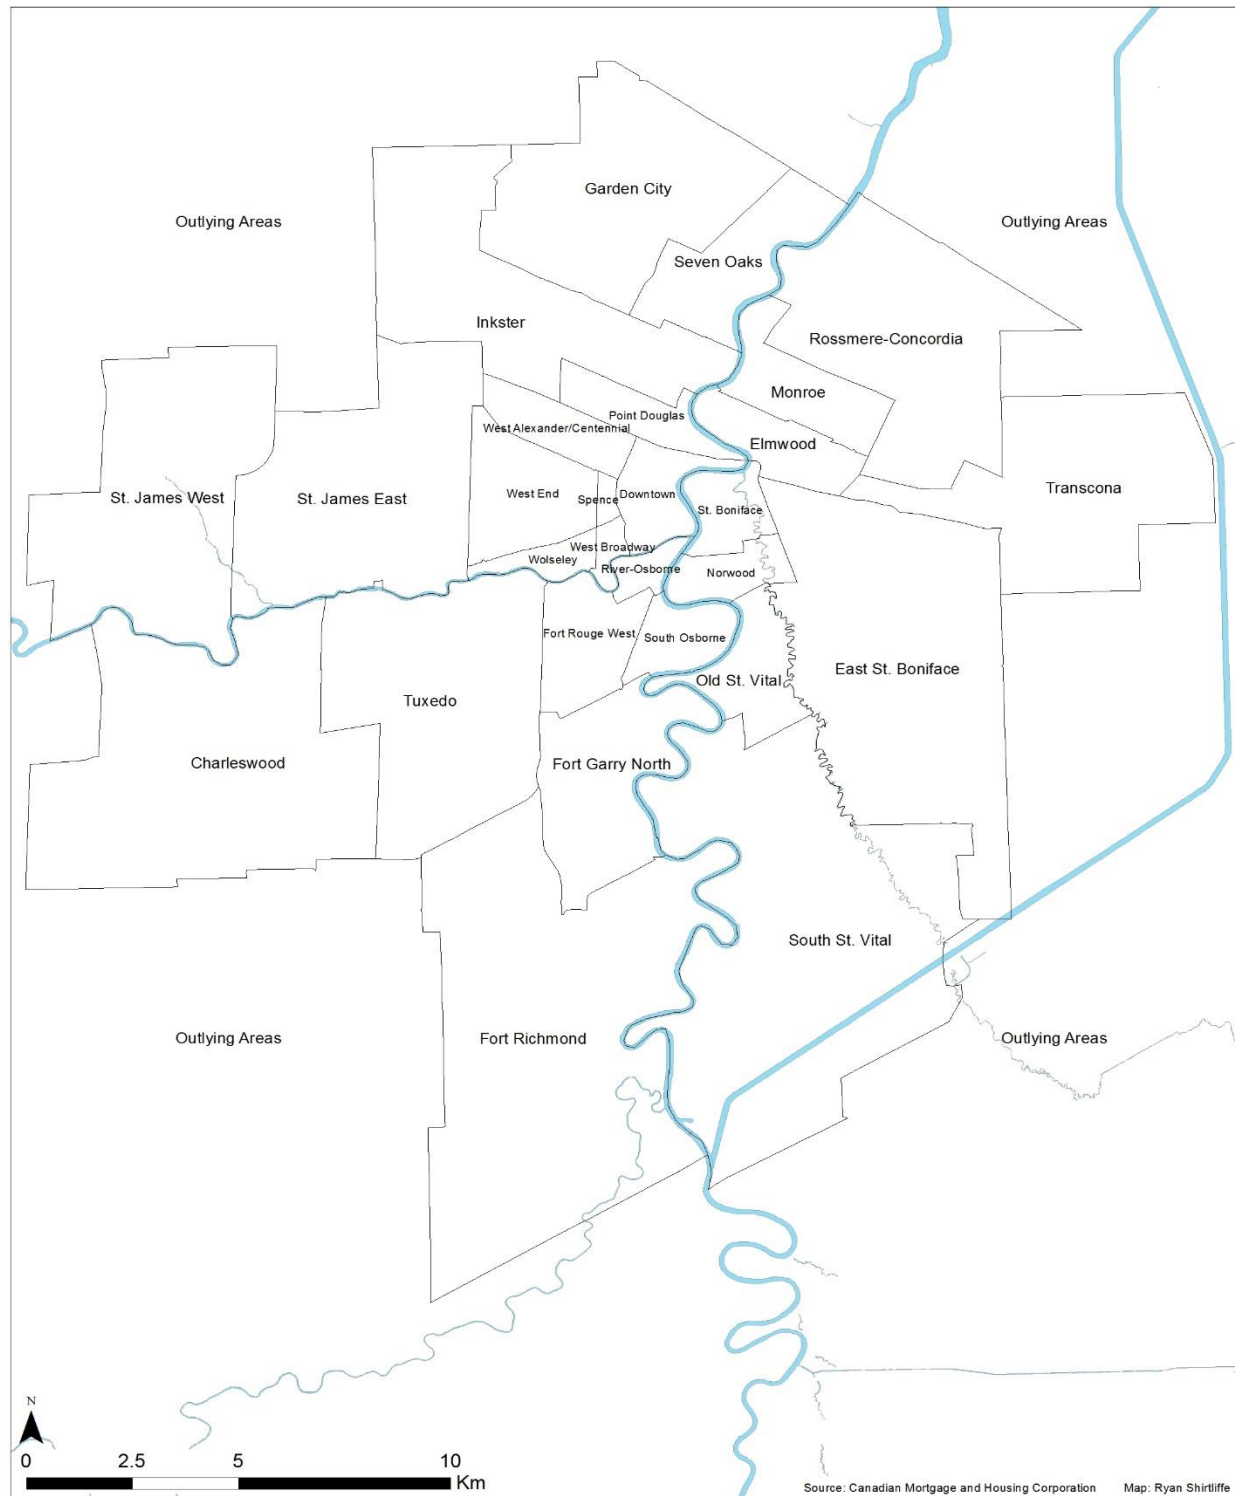 Garden City
Outlying Areas
Outlying Areas
Seven Oaks
Inkster
Rossmere-Concordia
Monroe
Point Douglas
West Alexander/Centennial
Elmwood
Transcona
St. James West
St. James East
West End
Spence
Downtown
St. Boniface
West Broadway
Wolseley
River-Osborne
Norwood
Fort Rouge West
South Osborne
East St. Boniface
Old St. Vital
Tuxedo
Charleswood
Fort Garry North
South St. Vital
Outlying Areas
Fort Richmond
Outlying Areas
N
0 2.5 5 10
Km
Source: Canadian Mortgage and Housing Corporation Map: Ryan Shirtliffe